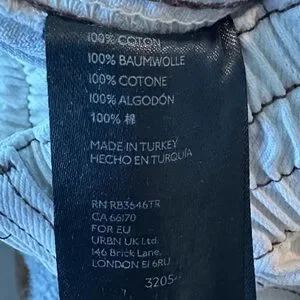 100% COTON
100% BAUMWOLLE
100% COTONE
100% ALGODÓN
100% 棉
MADE IN TURKEY
HECHO EN TURQUÍA
RN:RB3646TR
CA 66170
FOR EU
URBN UK Ltd.
146 Brick Lane,
LONDON E1 6RU